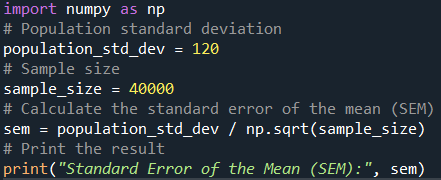 import numpy as np
# Population standard deviation
population_std_dev = 120
# Sample size
sample_size = 40000
# Calculate the standard error of the mean (SEM)
sem = population_std_dev / np.sqrt(sample_size)
# Print the result
print("Standard Error of the Mean (SEM):", sem)